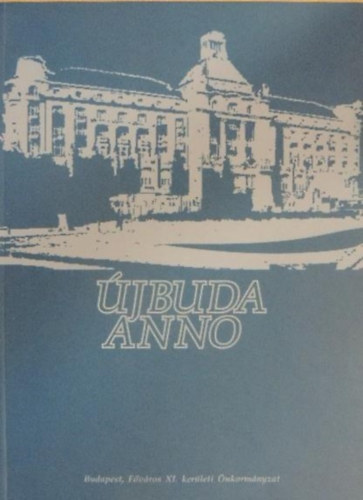 ÚJBUDA
ANNO
Budapest, Főváros XI. kerületi Önkormányzat